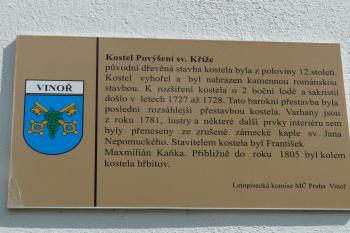 VINOŘ
Kostel Povýšení sv. Kříže
původní dřevěná stavba kostela byla z poloviny 12.století.
Kostel vyhořel a byl nahrazen kamennou románskou
stavbou. K rozšíření kostela o 2 boční lodě a sakristii
došlo v letech 1727 až 1728. Tato barokní přestavba byla
poslední rozsáhlejší přestavbou kostela. Varhany jsou
z roku 1781, lustry a některé další prvky interiéru sem
byly přeneseny ze zrušené zámecké kaple sv. Jana
Nepomuckého. Stavitelem kostela byl František
Maxmilián Kaňka. Přibližně do roku 1805 byl kolem
kostela hřbitov.
Letopisecká komise MČ Praha Vinoř